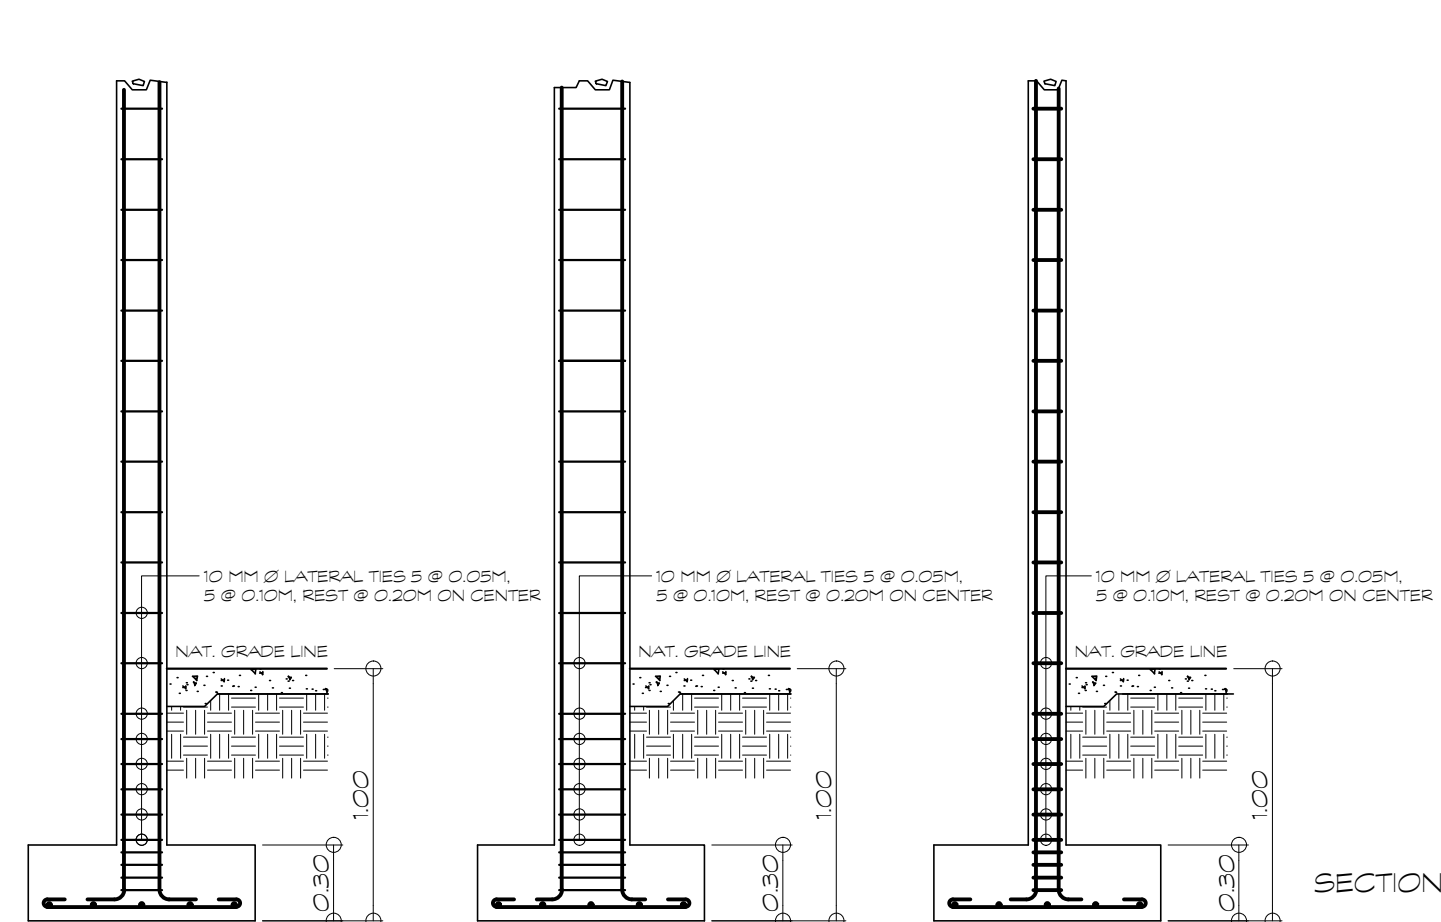 10 MM Ø LATERAL TIES 5 @ 0.05M,
5 @ 0.10M, REST @ 0.20M ON CENTER
NAT. GRADE LINE
1.00
0.30
10 MM Ø LATERAL TIES 5 @ 0.05M,
5 @ 0.10M, REST @ 0.20M ON CENTER
NAT. GRADE LINE
1.00
0.30
10 MM Ø LATERAL TIES 5 @ 0.05M,
5 @ 0.10M, REST @ 0.20M ON CENTER
NAT. GRADE LINE
1.00
0.30
SECTION